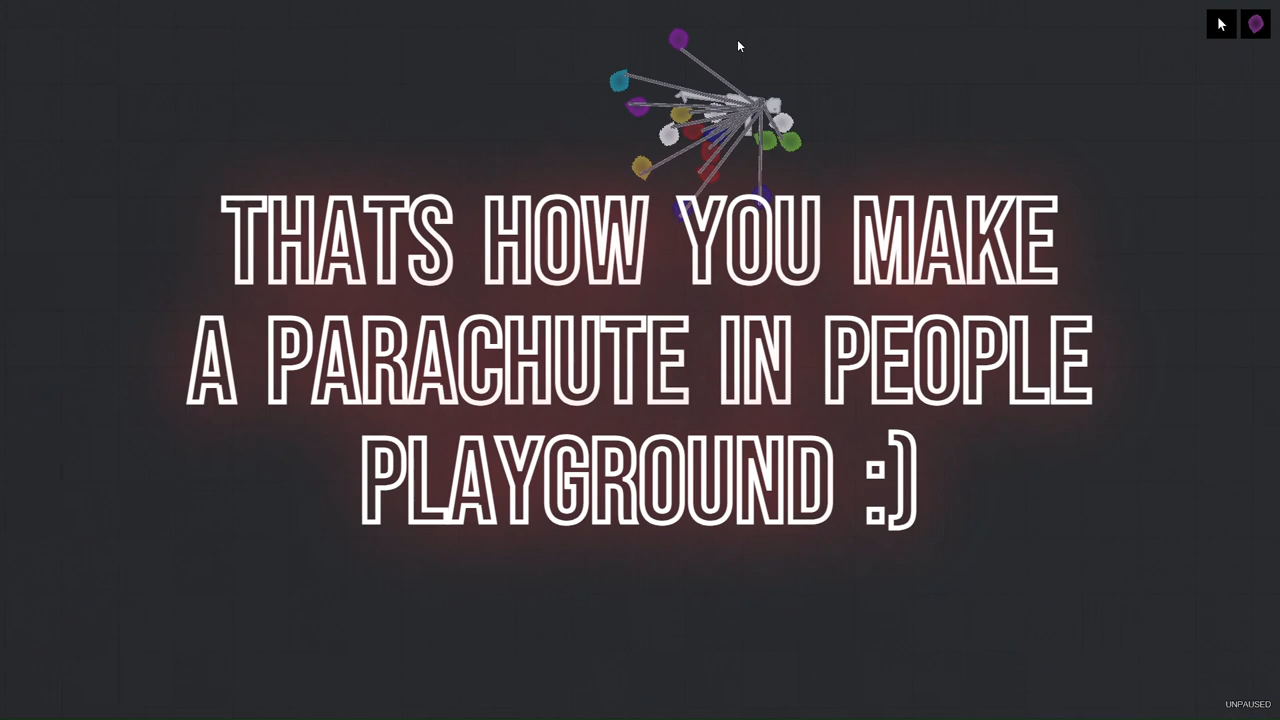 THATS HOW YOU MAKE
A PARACHUTE IN PEOPLE
PLAYGROUND :)
UNPAUSED